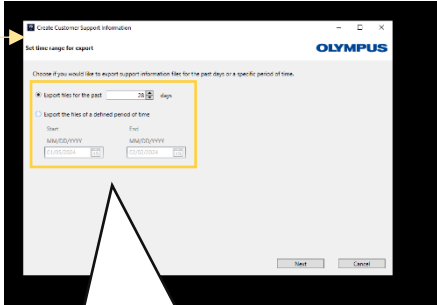 Create Customer Support Information
Set time range for export
OLYMPUS
Choose if you would like to export support information files for the past days or a specific period of time.
Export files for the past 28 days
Export the files of a defined period of time
Start End
MM/DD/YYYY MM/DD/YYYY
Next Cancel